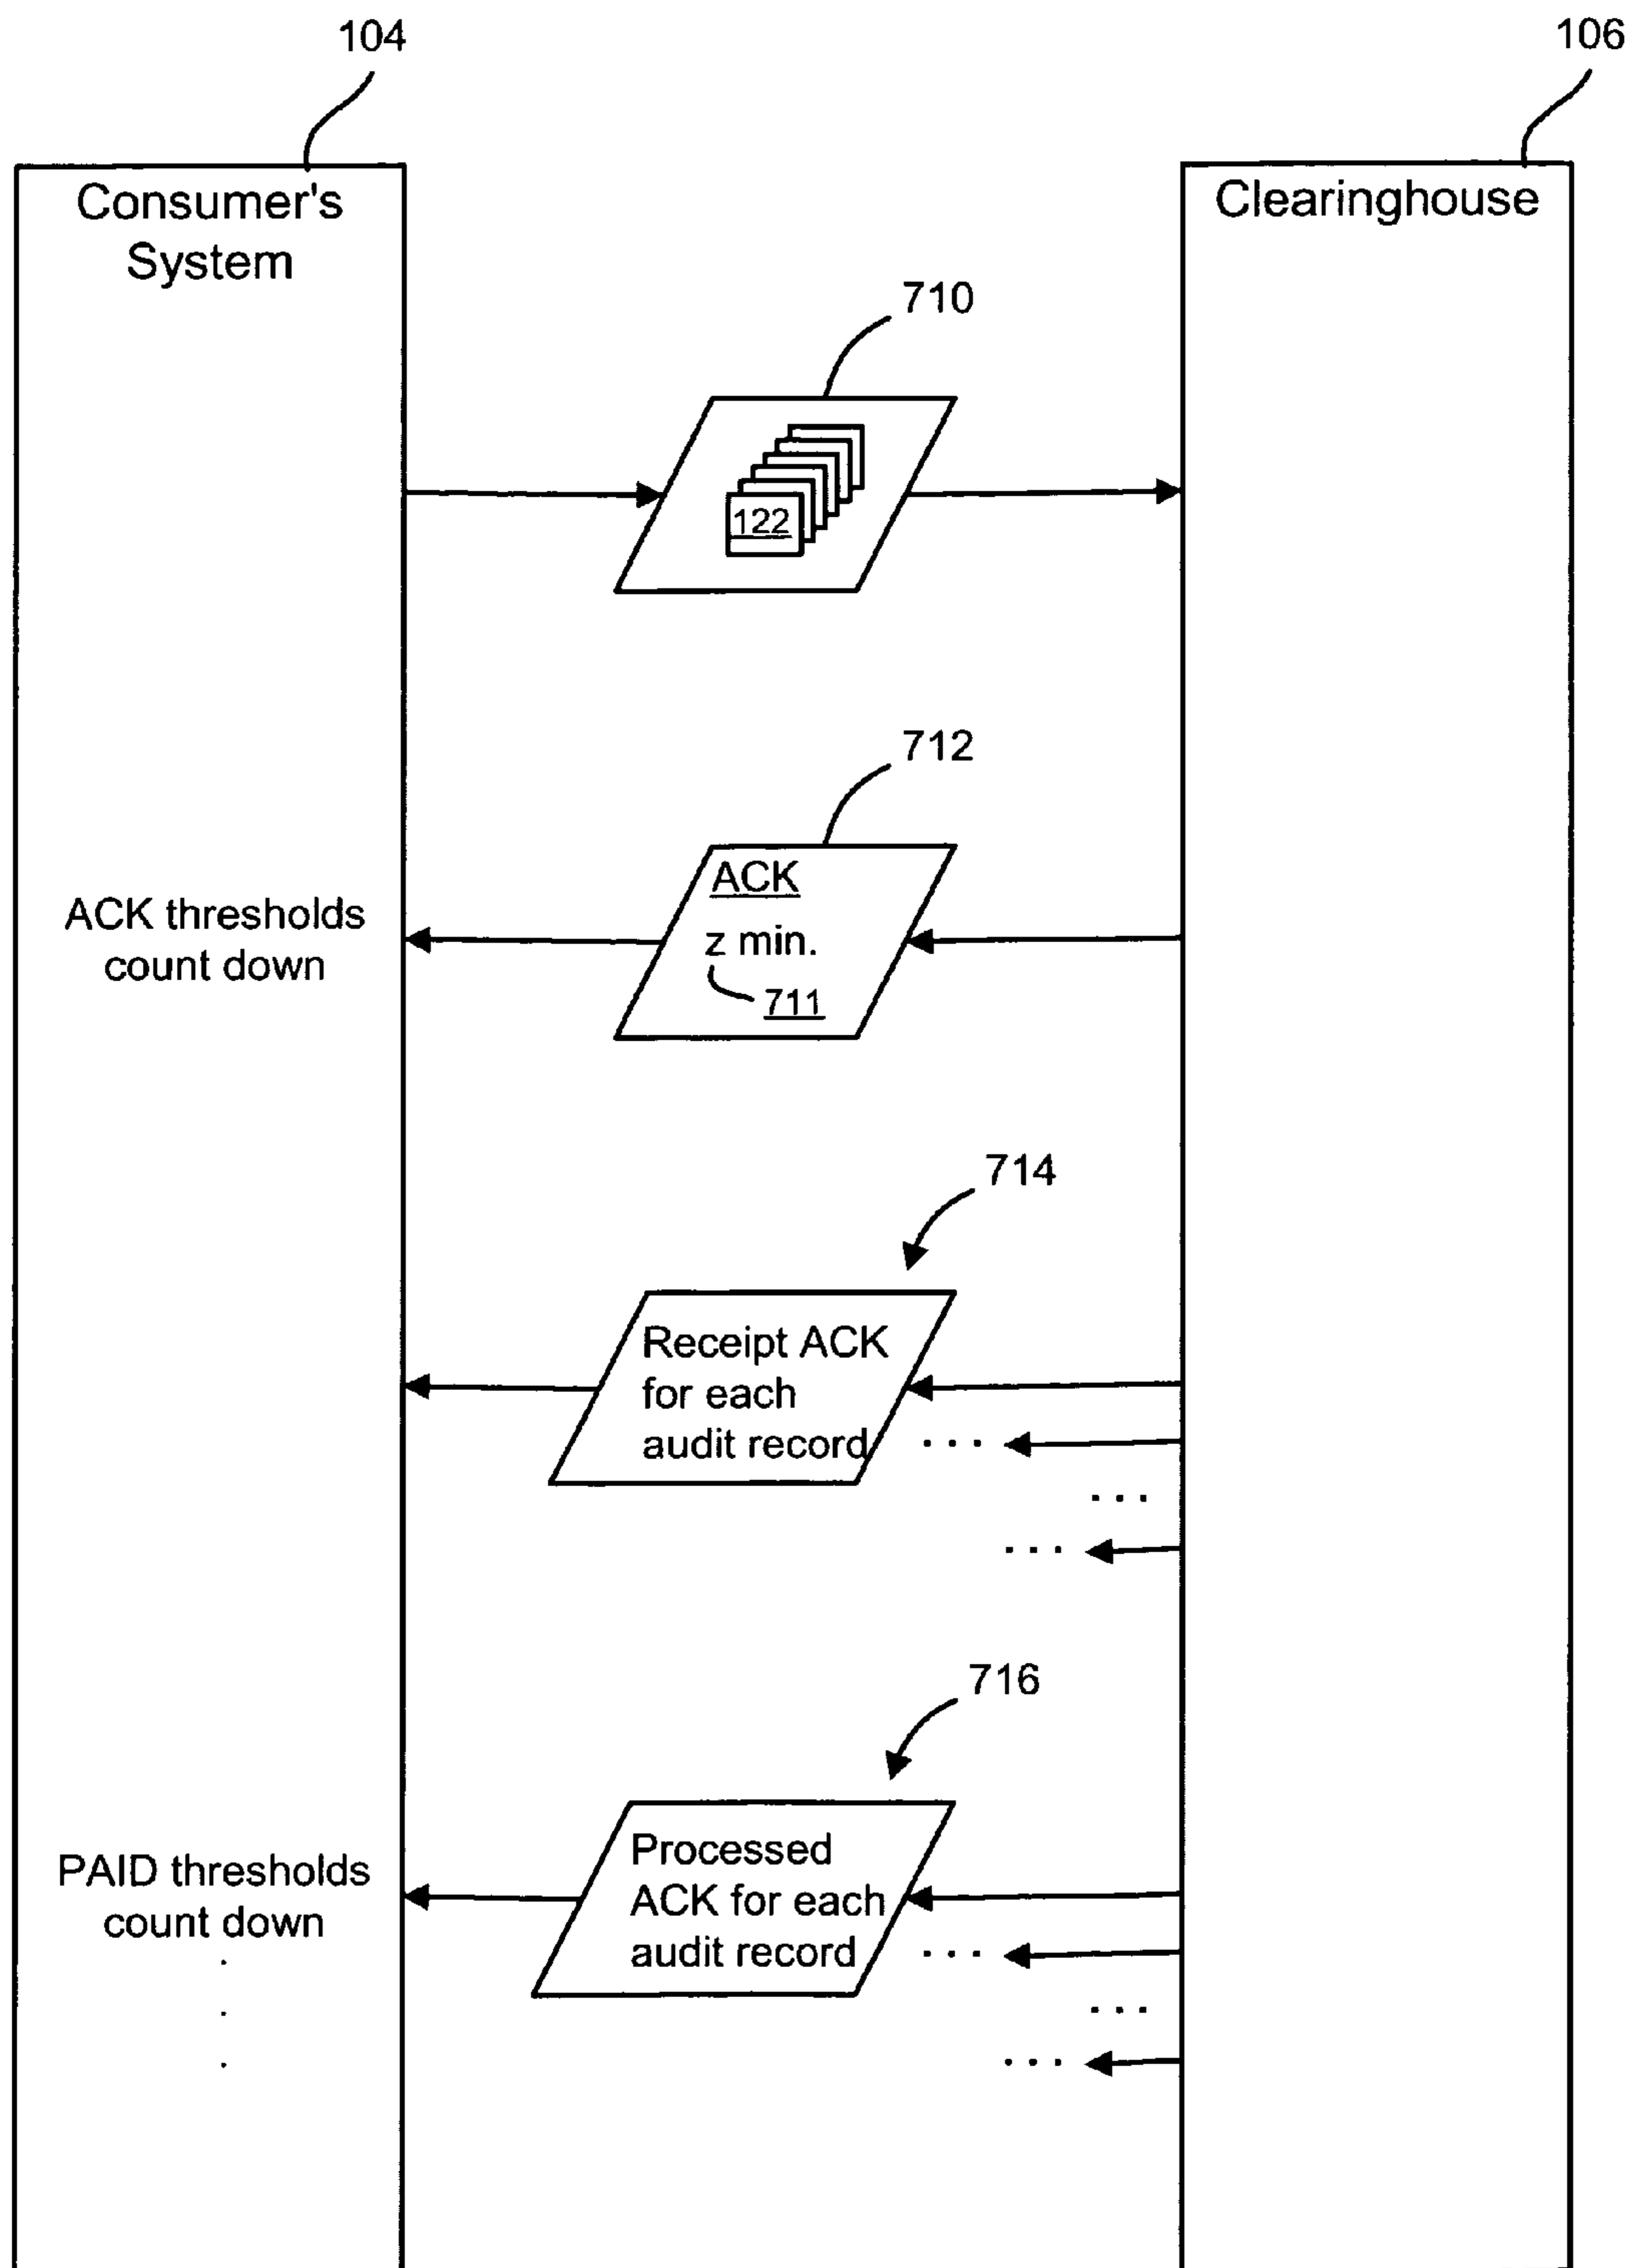 104
106
Consumer's
System
Clearinghouse
710
122
712
ACK
z min.
711
ACK thresholds
count down
714
Receipt ACK
for each
audit record
. . .
. . .
. . .
716
Processed
ACK for each
audit record
PAID thresholds
count down
. . .
. . .
. . .
.
.
.